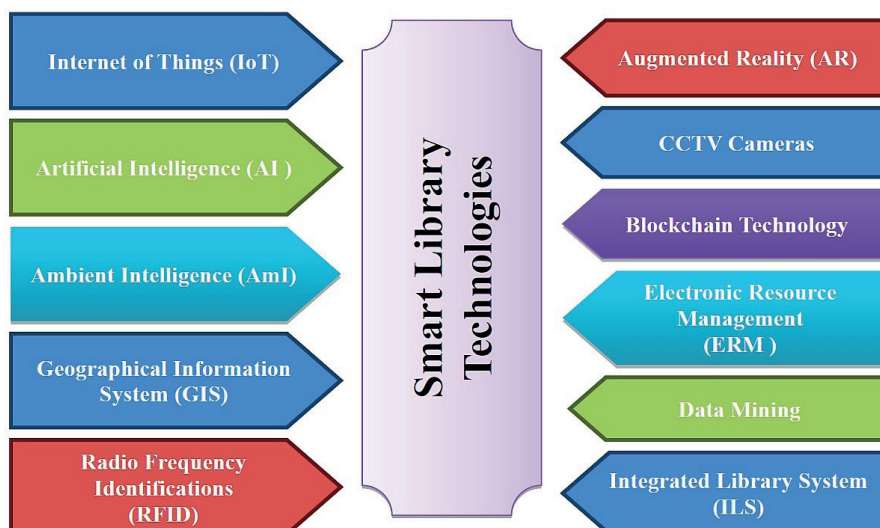 Internet of Things (IoT)
Artificial Intelligence (AI )
Ambient Intelligence (AmI)
Geographical Information
System (GIS)
Radio Frequency
Identifications
(RFID)
Smart Library
Technologies
Augmented Reality (AR)
CCTV Cameras
Blockchain Technology
Electronic Resource
Management
(ERM )
Data Mining
Integrated Library System
(ILS)